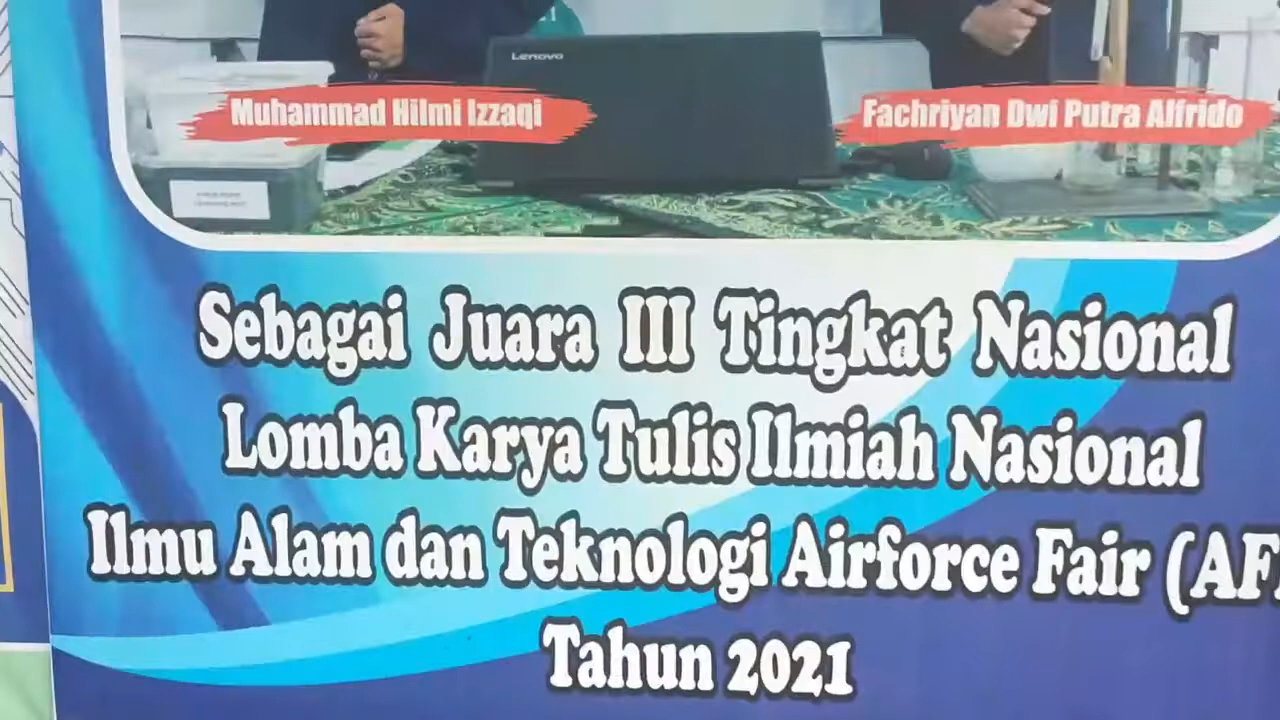 Lenovo
Muhammad Hilmi Izzaqi
Fachriyan Dwi Putra Alfrido
Sebagai Juara III Tingkat Nasional
Lomba Karya Tulis Ilmiah Nasional
Ilmu Alam dan Teknologi Airforce Fair (AF
Tahun 2021